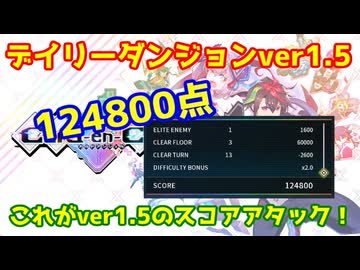 デイリーダンジョンver1.5
124800点
ELITE ENEMY 1 1600
CLEAR FLOOR 3 60000
CLEAR TURN 13 -2600
DIFFICULTY BONUS x2.0
SCORE 124800
これがver1.5のスコアアタック！